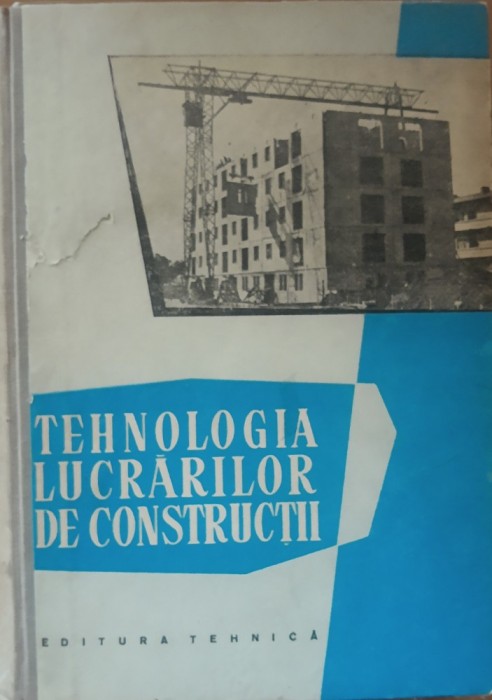 TEHNOLOGIA
LUCRĂRILOR
DE CONSTRUCȚII
EDITURA TEHNICĂ